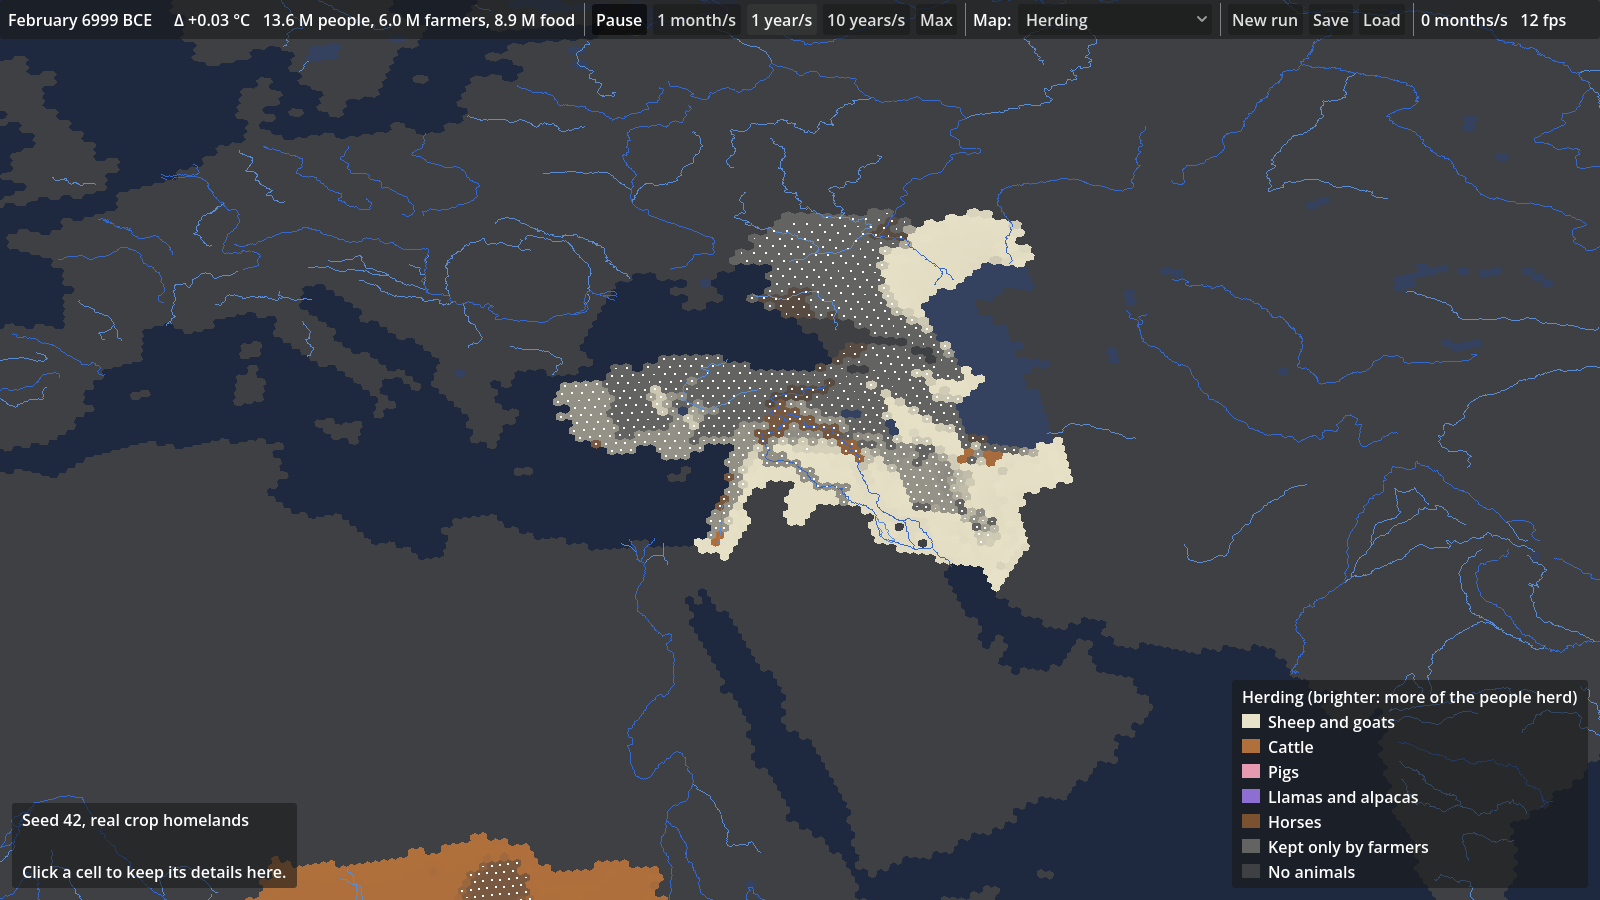 February 6999 BCE Δ +0.03 °C 13.6 M people, 6.0 M farmers, 8.9 M food Pause 1 month/s 1 year/s 10 years/s Max Map: Herding New run Save Load 0 months/s 12 fps
Herding (brighter: more of the people herd)
Sheep and goats
Cattle
Pigs
Llamas and alpacas
Horses
Kept only by farmers
No animals
Seed 42, real crop homelands
Click a cell to keep its details here.